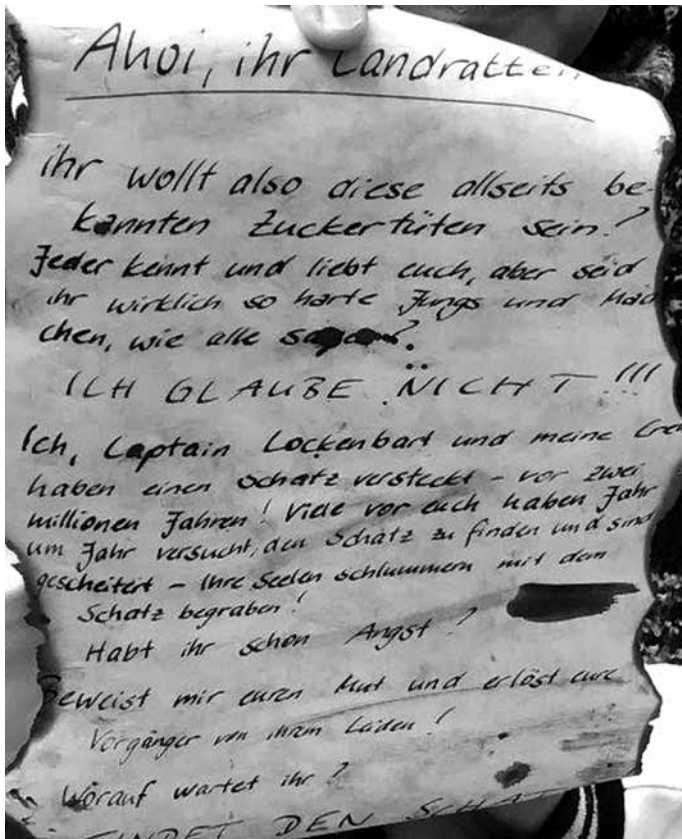 Ahoi, ihr Landratten
ihr wollt also diese allseits be-
kannten Zuckertüten sein?
Jeder kennt und liebt euch, aber seid
ihr wirklich so harte Jungs und Mäd
chen, wie alle sagen?
ICH GLAUBE NICHT!!!
Ich, Captain Lockenbart und meine Crew
haben einen Schatz versteckt - vor zwei
millionen Jahren! Viele vor euch haben Jahr
um Jahr versucht, den Schatz zu finden und sind
gescheitert - Ihre Seelen schlummern mit dem
Schatz begraben!
Habt ihr schon Angst?
Beweist mir euren Mut und erlöst eure
Vorgänger von ihrem Leiden!
Worauf wartet ihr?
FINDET DEN SCHAT